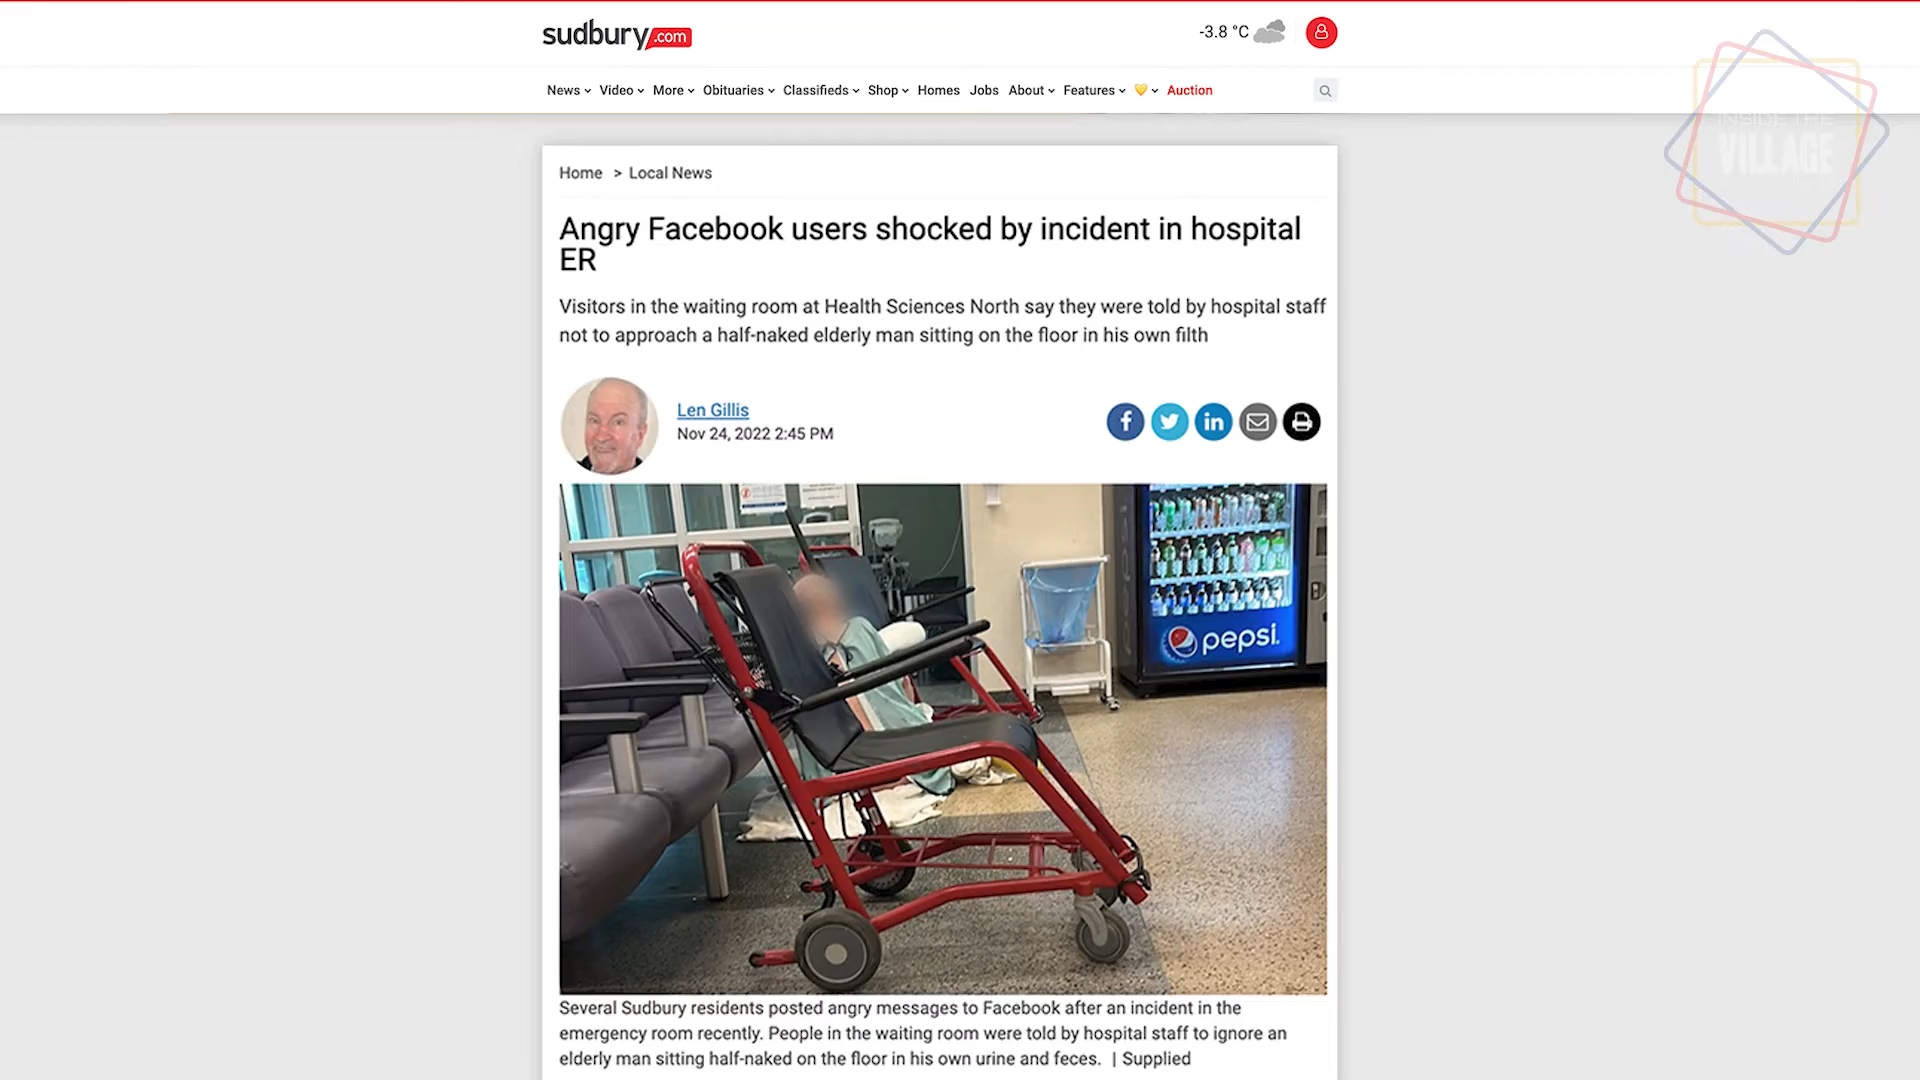 sudbury.com
-3.8 °C
News Video More Obituaries Classifieds Shop Homes Jobs About Features Auction
INSIDE THE
VILLAGE
Home > Local News
Angry Facebook users shocked by incident in hospital
ER
Visitors in the waiting room at Health Sciences North say they were told by hospital staff
not to approach a half-naked elderly man sitting on the floor in his own filth
Len Gillis
Nov 24, 2022 2:45 PM
pepsi.
Several Sudbury residents posted angry messages to Facebook after an incident in the
emergency room recently. People in the waiting room were told by hospital staff to ignore an
elderly man sitting half-naked on the floor in his own urine and feces. | Supplied